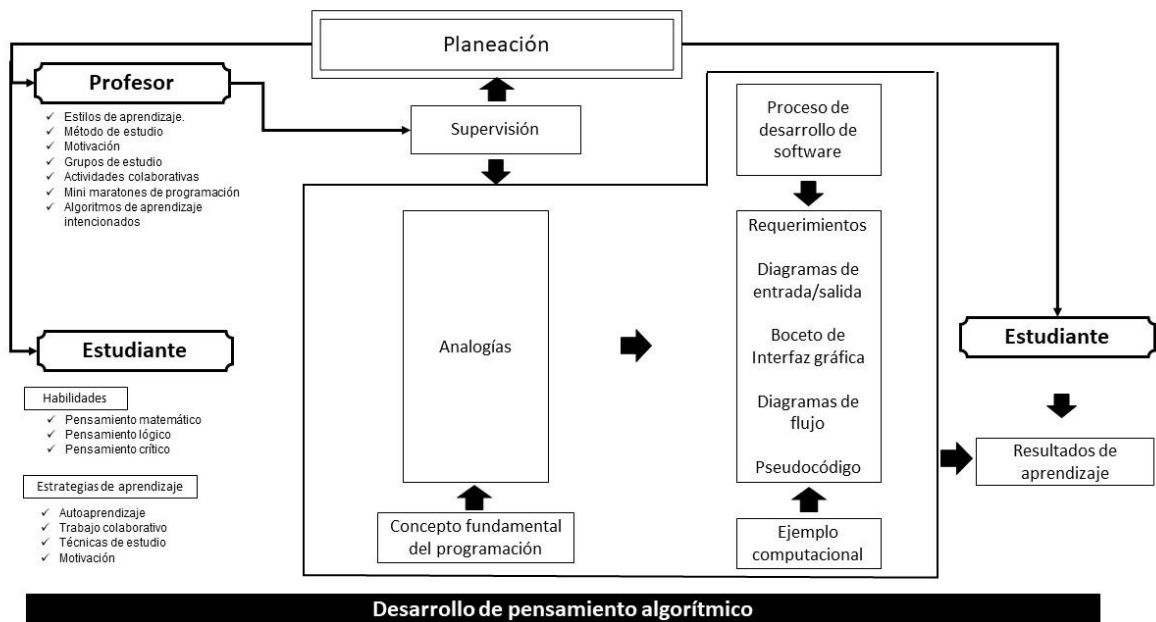 Planeación
Profesor
✓ Estilos de aprendizaje.
✓ Método de estudio
✓ Motivación
✓ Grupos de estudio
✓ Actividades colaborativas
✓ Mini maratones de programación
✓ Algoritmos de aprendizaje
intencionados
Supervisión
Proceso de
desarrollo de
software
Analogías
Requerimientos
Diagramas de
entrada/salida
Boceto de
Interfaz gráfica
Diagramas de
flujo
Pseudocódigo
Concepto fundamental
del programación
Ejemplo
computacional
Estudiante
Habilidades
✓ Pensamiento matemático
✓ Pensamiento lógico
✓ Pensamiento crítico
Estrategias de aprendizaje
✓ Autoaprendizaje
✓ Trabajo colaborativo
✓ Técnicas de estudio
✓ Motivación
Estudiante
Resultados de
aprendizaje
Desarrollo de pensamiento algorítmico